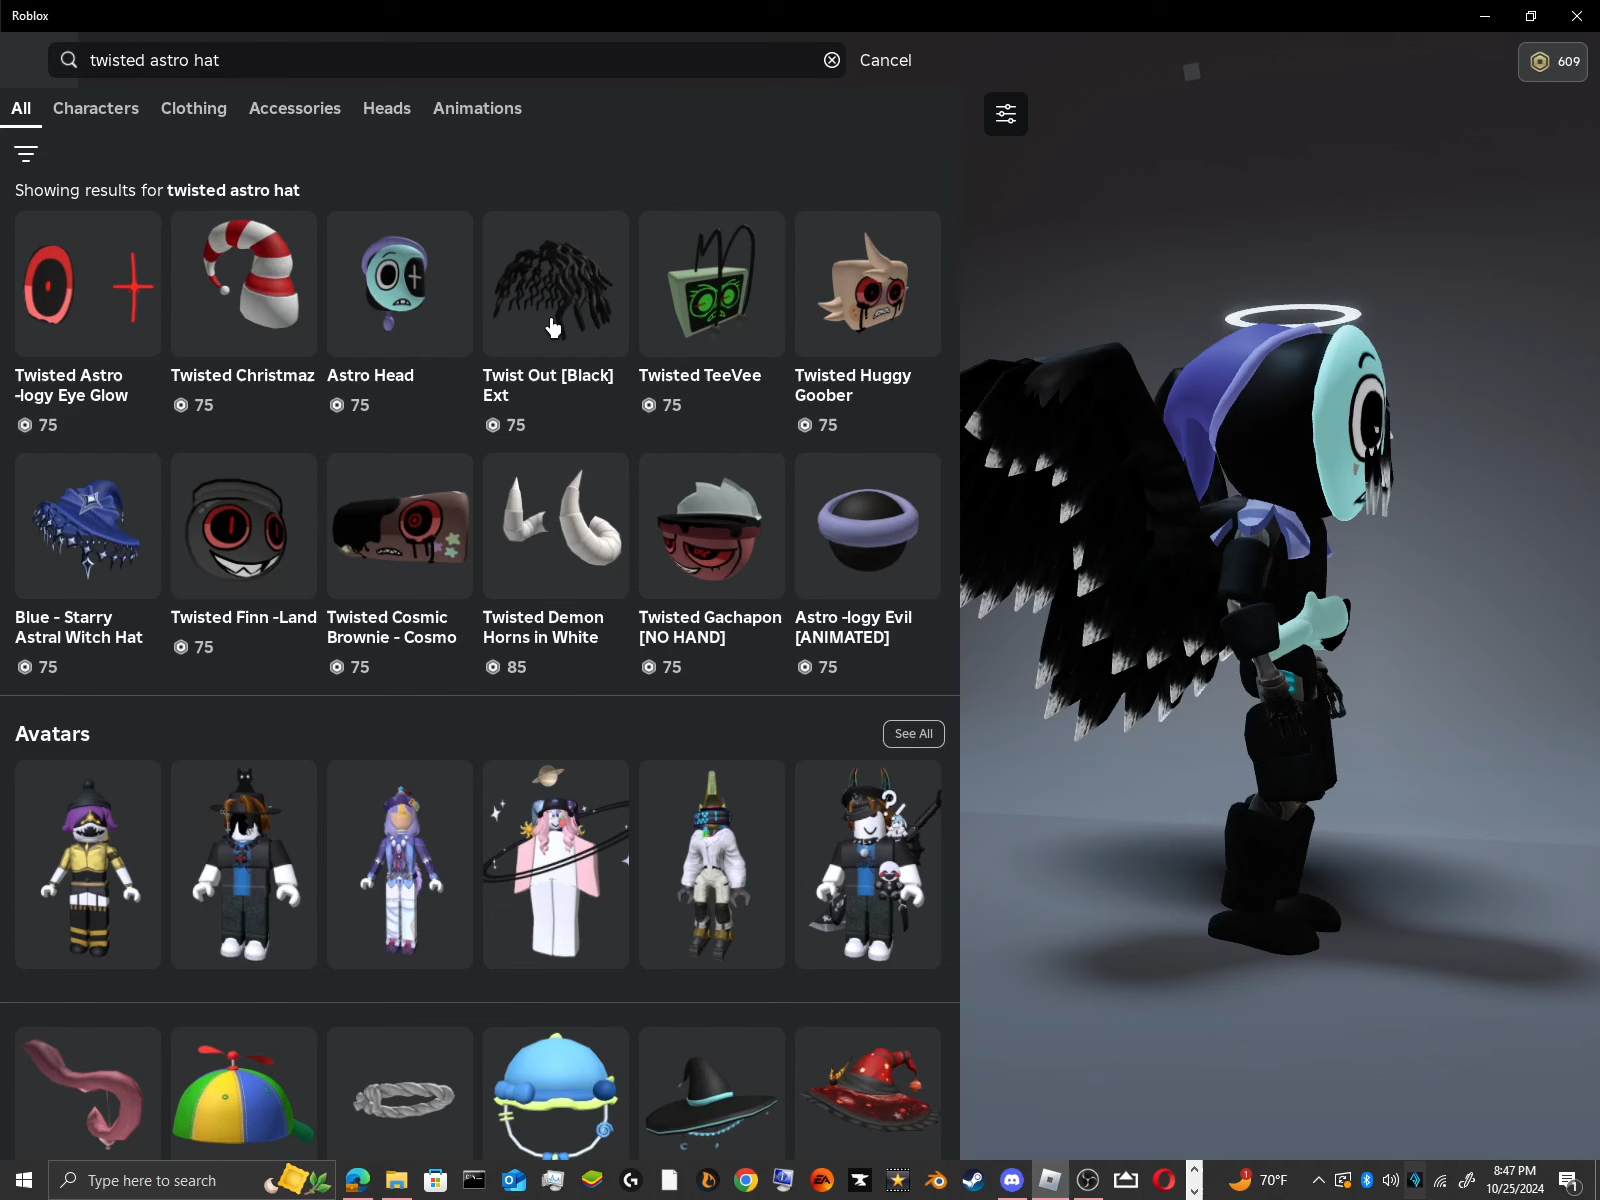 Roblox
twisted astro hat
Cancel
609
All Characters Clothing Accessories Heads Animations
Showing results for twisted astro hat
Twisted Astro
-logy Eye Glow
75
Twisted Christmaz
75
Astro Head
75
Twist Out [Black]
Ext
75
Twisted TeeVee
75
Twisted Huggy
Goober
75
Blue - Starry
Astral Witch Hat
75
Twisted Finn -Land
75
Twisted Cosmic
Brownie - Cosmo
75
Twisted Demon
Horns in White
85
Twisted Gachapon
[NO HAND]
75
Astro -logy Evil
[ANIMATED]
75
Avatars
See All
Type here to search
70°F
8:47 PM
10/25/2024
1